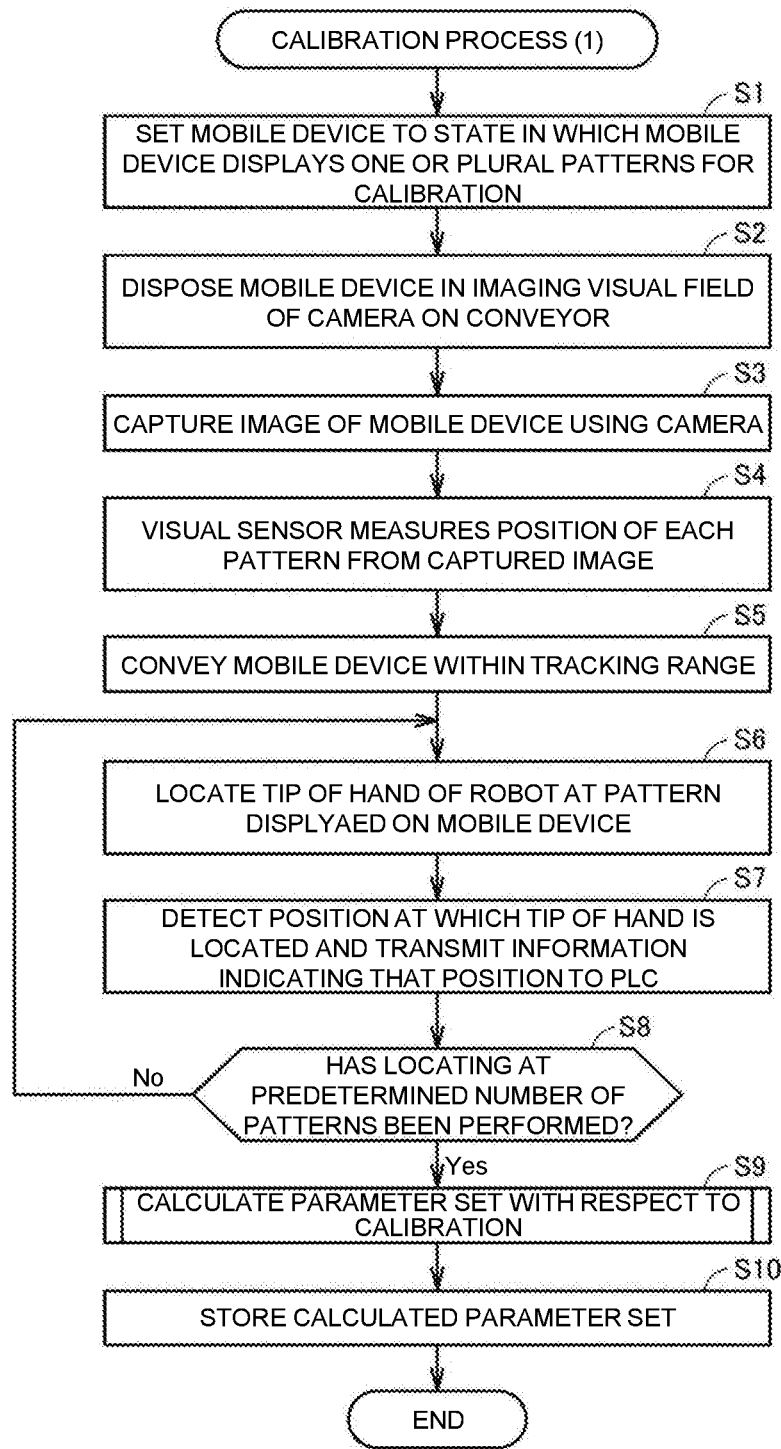 CALIBRATION PROCESS (1)
S1
SET MOBILE DEVICE TO STATE IN WHICH MOBILE
DEVICE DISPLAYS ONE OR PLURAL PATTERNS FOR
CALIBRATION
S2
DISPOSE MOBILE DEVICE IN IMAGING VISUAL FIELD
OF CAMERA ON CONVEYOR
S3
CAPTURE IMAGE OF MOBILE DEVICE USING CAMERA
S4
VISUAL SENSOR MEASURES POSITION OF EACH
PATTERN FROM CAPTURED IMAGE
S5
CONVEY MOBILE DEVICE WITHIN TRACKING RANGE
S6
LOCATE TIP OF HAND OF ROBOT AT PATTERN
DISPLYAED ON MOBILE DEVICE
S7
DETECT POSITION AT WHICH TIP OF HAND IS
LOCATED AND TRANSMIT INFORMATION
INDICATING THAT POSITION TO PLC
S8
HAS LOCATING AT
PREDETERMINED NUMBER OF
PATTERNS BEEN PERFORMED?
No
Yes
S9
CALCULATE PARAMETER SET WITH RESPECT TO
CALIBRATION
S10
STORE CALCULATED PARAMETER SET
END